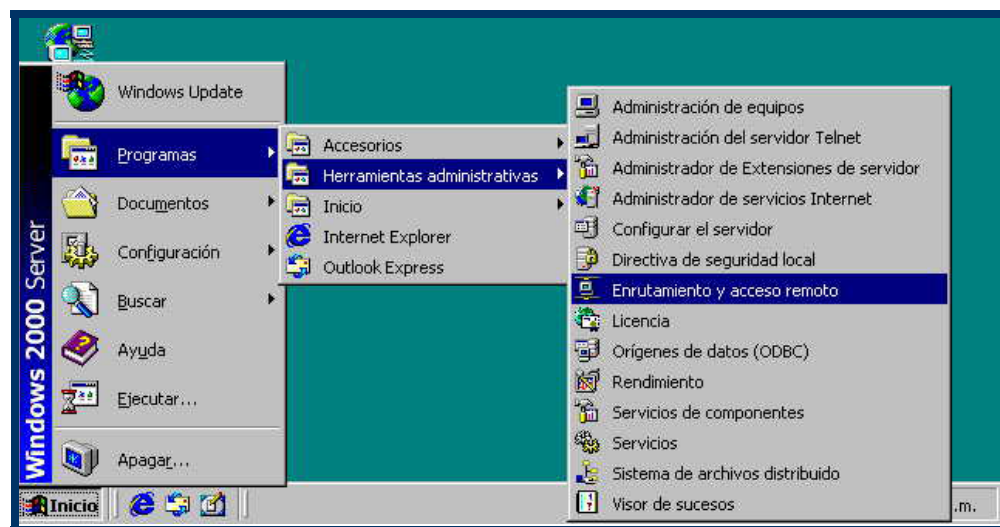 Windows Update
Programas
Documentos
Configuración
Buscar
Ayuda
Ejecutar...
Apagar...
Windows 2000 Server
Accesorios
Herramientas administrativas
Inicio
Internet Explorer
Outlook Express
Administración de equipos
Administración del servidor Telnet
Administrador de Extensiones de servidor
Administrador de servicios Internet
Configurar el servidor
Directiva de seguridad local
Enrutamiento y acceso remoto
Licencia
Orígenes de datos (ODBC)
Rendimiento
Servicios de componentes
Servicios
Sistema de archivos distribuido
Visor de sucesos
Inicio
.m.